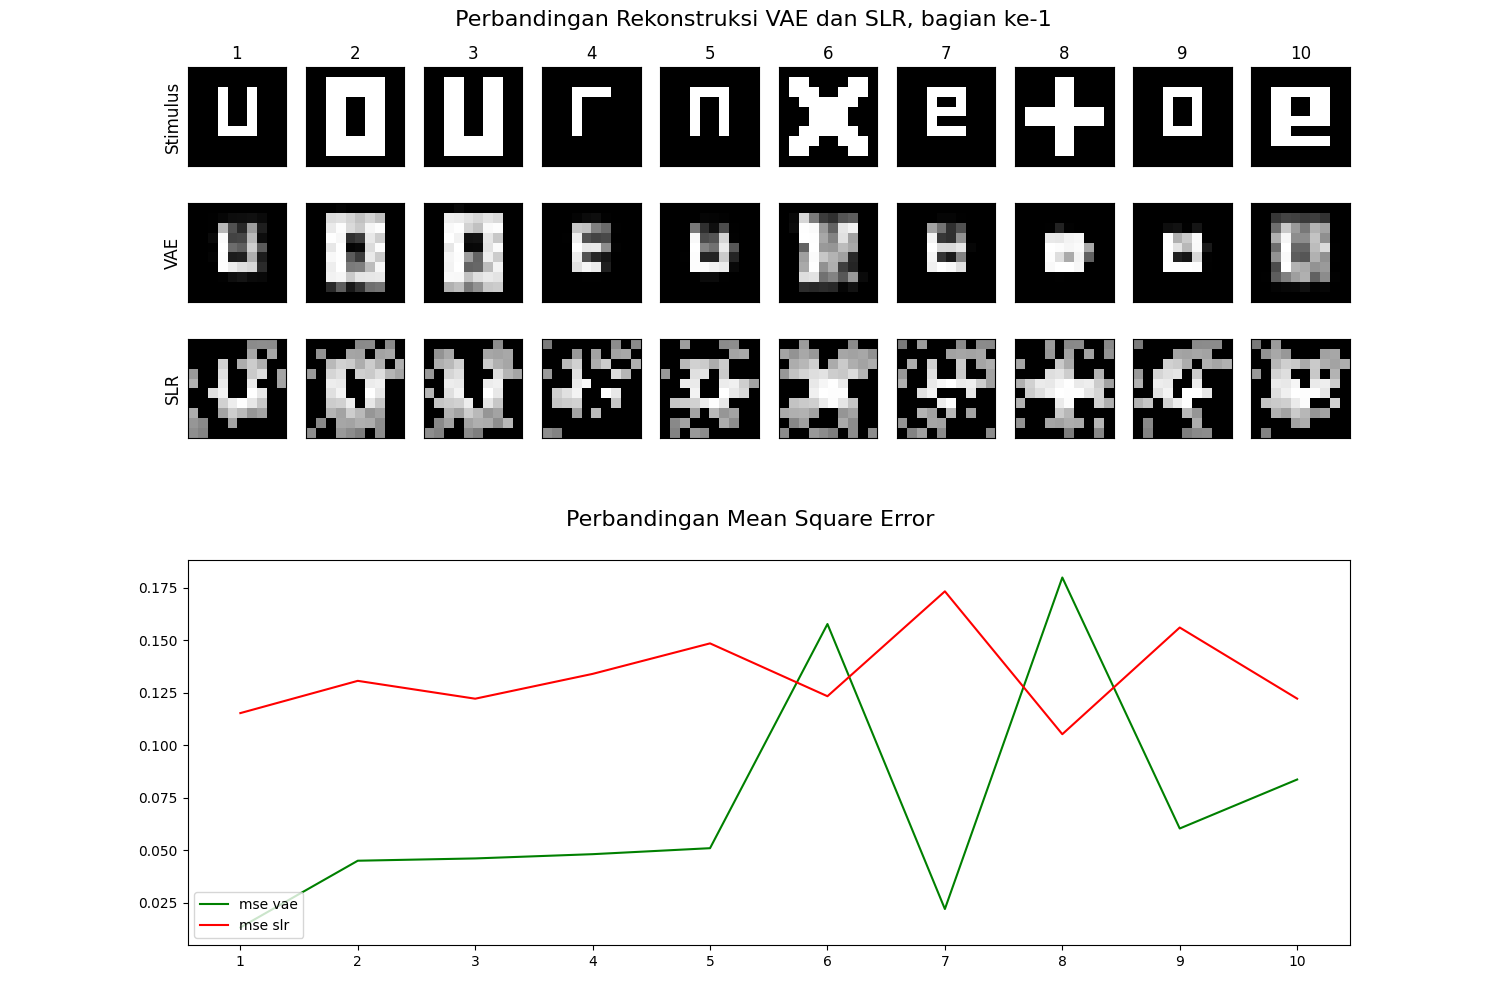 Perbandingan Rekonstruksi VAE dan SLR, bagian ke-1
1 2 3 4 5 6 7 8 9 10
Stimulus
VAE
SLR
Perbandingan Mean Square Error
0.175
0.150
0.125
0.100
0.075
0.050
0.025
mse vae
mse slr
1 2 3 4 5 6 7 8 9 10